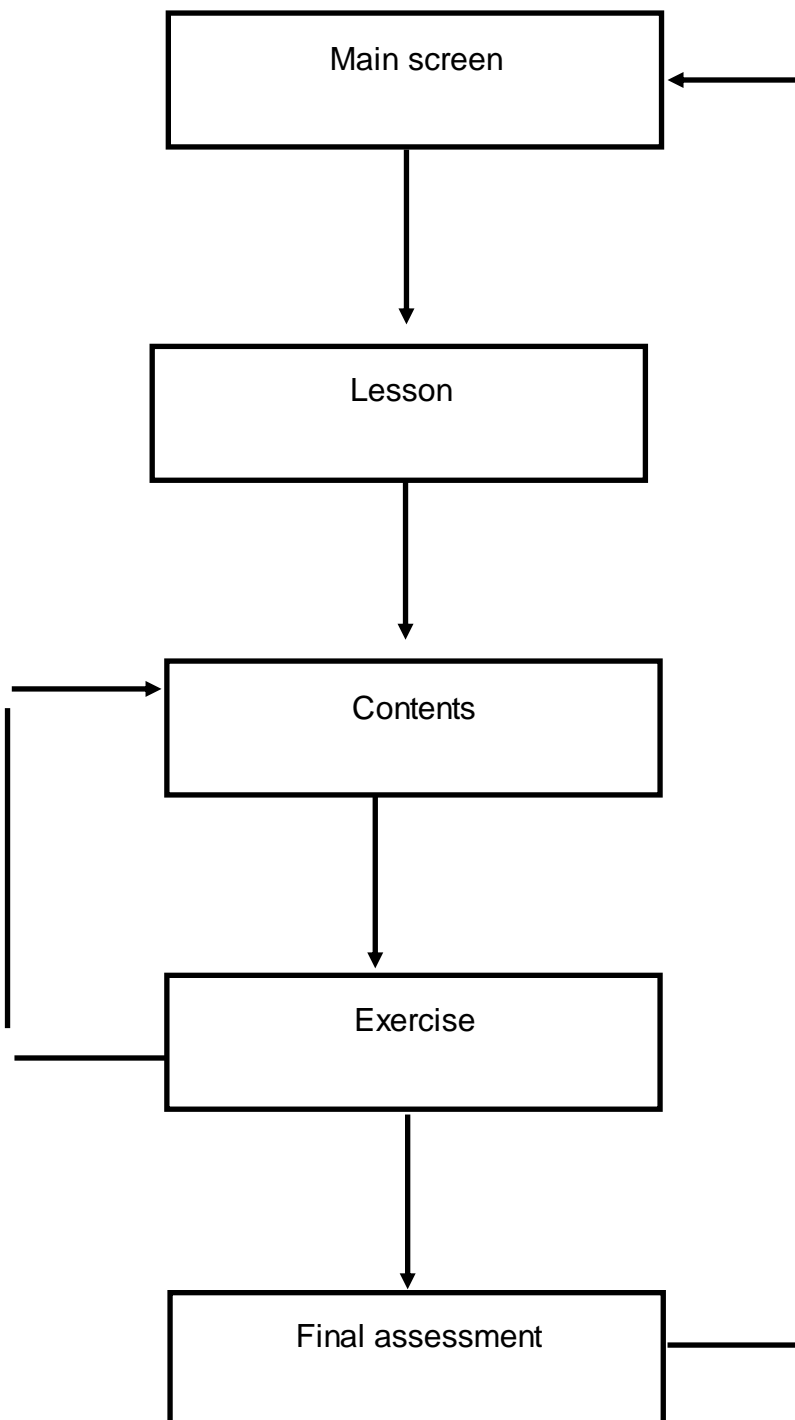 Main screen
Lesson
Contents
Exercise
Final assessment